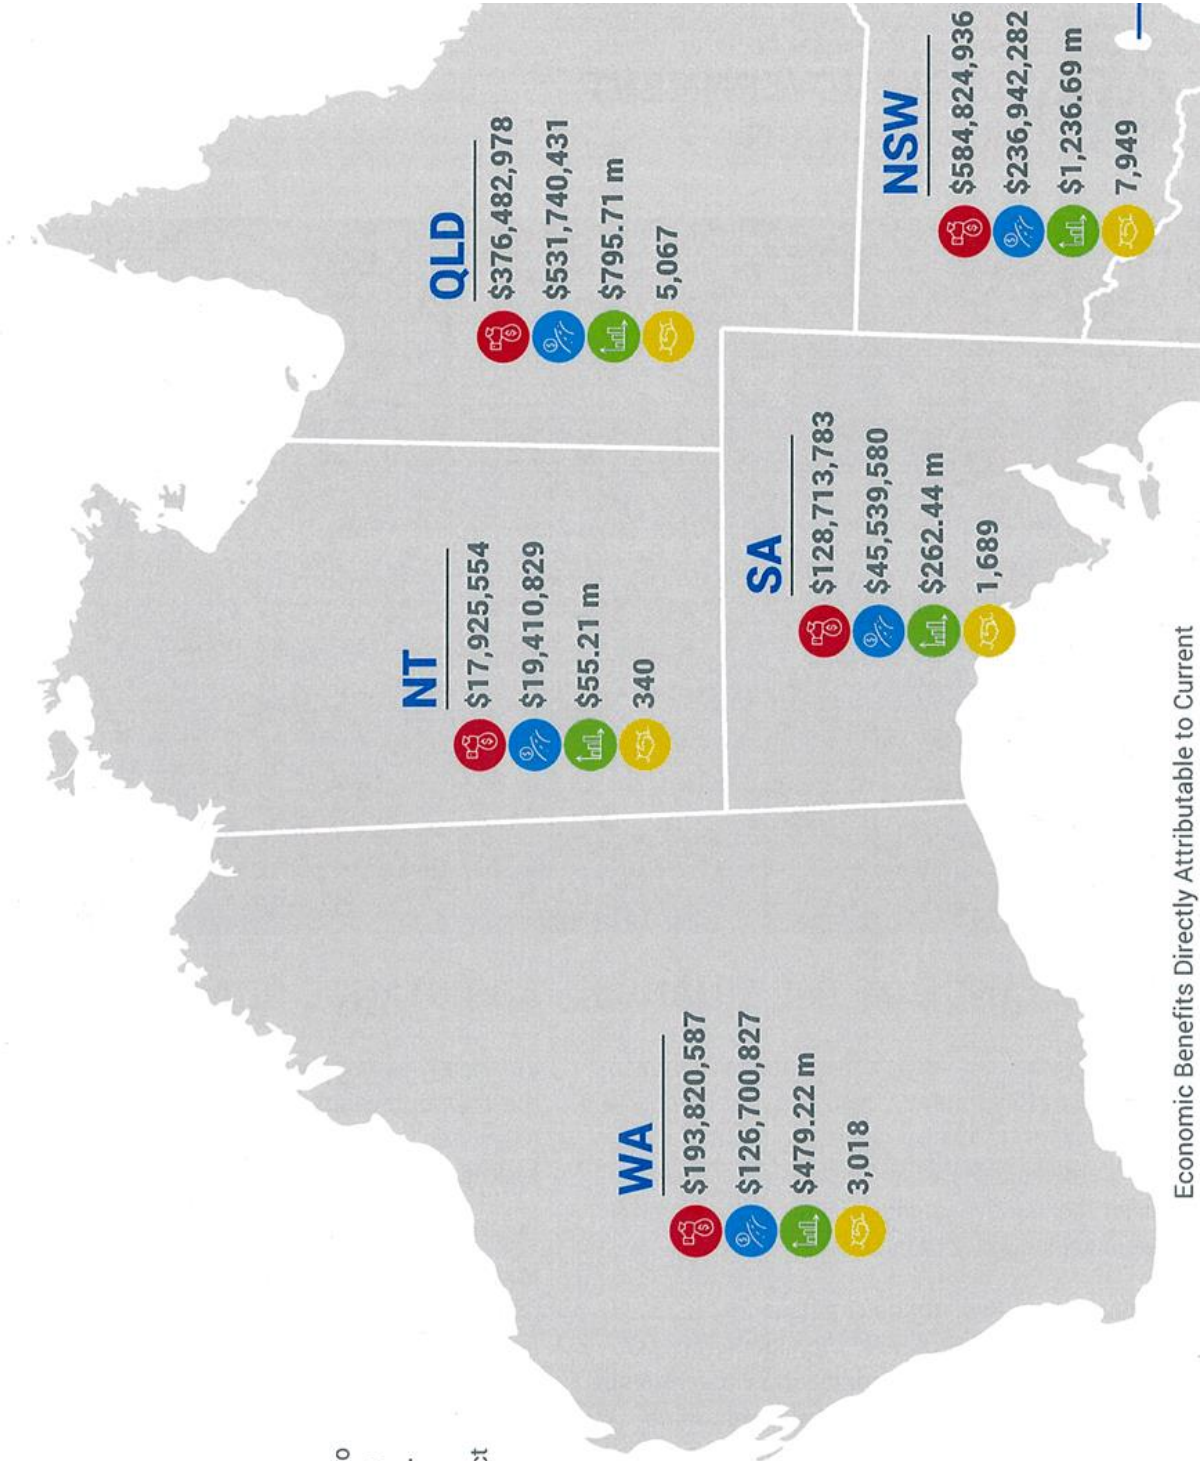 o
ct
WA
$193,820,587
$126,700,827
$479.22 m
3,018
NT
$17,925,554
$19,410,829
$55.21 m
340
QLD
$376,482,978
$531,740,431
$795.71 m
5,067
SA
$128,713,783
$45,539,580
$262.44 m
1,689
NSW
$584,824,936
$236,942,282
$1,236.69 m
7,949
Economic Benefits Directly Attributable to Current